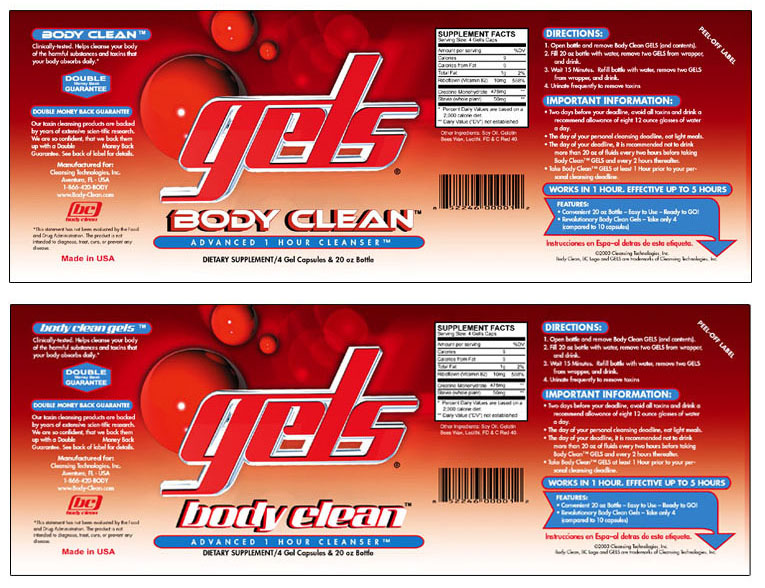 BODY CLEAN™
Clinically-tested. Helps cleanse your body
of the harmful substances and toxins that
your body absorbs daily.*
DOUBLE
Money Back
GUARANTEE
DOUBLE MONEY BACK GUARANTEE
Our toxin cleansing products are backed
by years of extensive scien-tific research.
We are so confident, that we back them
up with a Double Money Back
Guarantee. See back of label for details.
Manufactured for:
Cleansing Technologies, Inc.
Aventura, FL - USA
1-866-420-BODY
www.Body-Clean.com
bc
body clean
*This statement has not been evaluated by the Food
and Drug Administration. The product is not
intended to diagnose, treat, cure, or prevent any
disease.
Made in USA
gels®
BODY CLEAN™
ADVANCED 1 HOUR CLEANSER™
DIETARY SUPPLEMENT/4 Gel Capsules & 20 oz Bottle
SUPPLEMENT FACTS
Serving Size: 4 Gels Caps
Amount per serving %DV
Calories 0
Calories from Fat 0
Total Fat 1g 2%
Riboflavin (Vitamin B2) 10mg
Creatine Monohydrate 475mg **
Stevia (whole plant) 50mg **
* Percent Daily Values are based on a
2,000 calorie diet.
** Daily Value ("DV") not established
Other Ingredients: Soy Oil, Gelatin
Bees Wax, Lecithi, FD & C Red 40.
8 52246 00001 2
DIRECTIONS:
PEEL-OFF LABEL
1. Open bottle and remove Body Clean GELS (and contents).
2. Fill 20 oz bottle with water, remove two GELS from wrapper,
and drink.
3. Wait 15 Minutes. Refill bottle with water, remove two GELS
from wrapper, and drink.
4. Urinate frequently to remove toxins
IMPORTANT INFORMATION:
• Two days before your deadline, avoid all toxins and drink a
recommend allowance of eight 12 ounce glasses of water
a day.
• The day of your personal cleansing deadline, eat light meals.
• The day of your deadline, it is recommended not to drink
more than 20 oz of fluids every two hours before taking
Body Clean™ GELS and every 2 hours thereafter.
• Take Body Clean™ GELS at least 1 Hour prior to your per-
sonal cleansing deadline.
WORKS IN 1 HOUR. EFFECTIVE UP TO 5 HOURS
FEATURES:
• Convenient 20 oz Bottle – Easy to Use – Ready to GO!
• Revolutionary Body Clean Gels – Take only 4
(compared to 10 capsules)
Instrucciones en Espa–ol detras de esta etiqueta.
©2003 Cleansing Technologies, Inc.
Body Clean, BC Logo and GELS are trademarks of Cleansing Technologies, Inc.
body clean gels ™
Clinically-tested. Helps cleanse your body
of the harmful substances and toxins that
your body absorbs daily.*
DOUBLE
Money Back
GUARANTEE
DOUBLE MONEY BACK GUARANTEE
Our toxin cleansing products are backed
by years of extensive scien-tific research.
We are so confident, that we back them
up with a Double Money Back
Guarantee. See back of label for details.
Manufactured for:
Cleansing Technologies, Inc.
Aventura, FL - USA
1-866-420-BODY
www.Body-Clean.com
bc
body clean
*This statement has not been evaluated by the Food
and Drug Administration. The product is not
intended to diagnose, treat, cure, or prevent any
disease.
Made in USA
gels®
body clean™
ADVANCED 1 HOUR CLEANSER™
DIETARY SUPPLEMENT/4 Gel Capsules & 20 oz Bottle
SUPPLEMENT FACTS
Serving Size: 4 Gels Caps
Amount per serving %DV
Calories 0
Calories from Fat 0
Total Fat 1g 2%
Riboflavin (Vitamin B2) 10mg
Creatine Monohydrate 475mg **
Stevia (whole plant) 50mg **
* Percent Daily Values are based on a
2,000 calorie diet.
** Daily Value ("DV") not established
Other Ingredients: Soy Oil, Gelatin
Bees Wax, Lecithi, FD & C Red 40.
8 52246 00001 2
DIRECTIONS:
PEEL-OFF LABEL
1. Open bottle and remove Body Clean GELS (and contents).
2. Fill 20 oz bottle with water, remove two GELS from wrapper,
and drink.
3. Wait 15 Minutes. Refill bottle with water, remove two GELS
from wrapper, and drink.
4. Urinate frequently to remove toxins
IMPORTANT INFORMATION:
• Two days before your deadline, avoid all toxins and drink a
recommend allowance of eight 12 ounce glasses of water
a day.
• The day of your personal cleansing deadline, eat light meals.
• The day of your deadline, it is recommended not to drink
more than 20 oz of fluids every two hours before taking
Body Clean™ GELS and every 2 hours thereafter.
• Take Body Clean™ GELS at least 1 Hour prior to your per-
sonal cleansing deadline.
WORKS IN 1 HOUR. EFFECTIVE UP TO 5 HOURS
FEATURES:
• Convenient 20 oz Bottle – Easy to Use – Ready to GO!
• Revolutionary Body Clean Gels – Take only 4
(compared to 10 capsules)
Instrucciones en Espa–ol detras de esta etiqueta.
©2003 Cleansing Technologies, Inc.
Body Clean, BC Logo and GELS are trademarks of Cleansing Technologies, Inc.